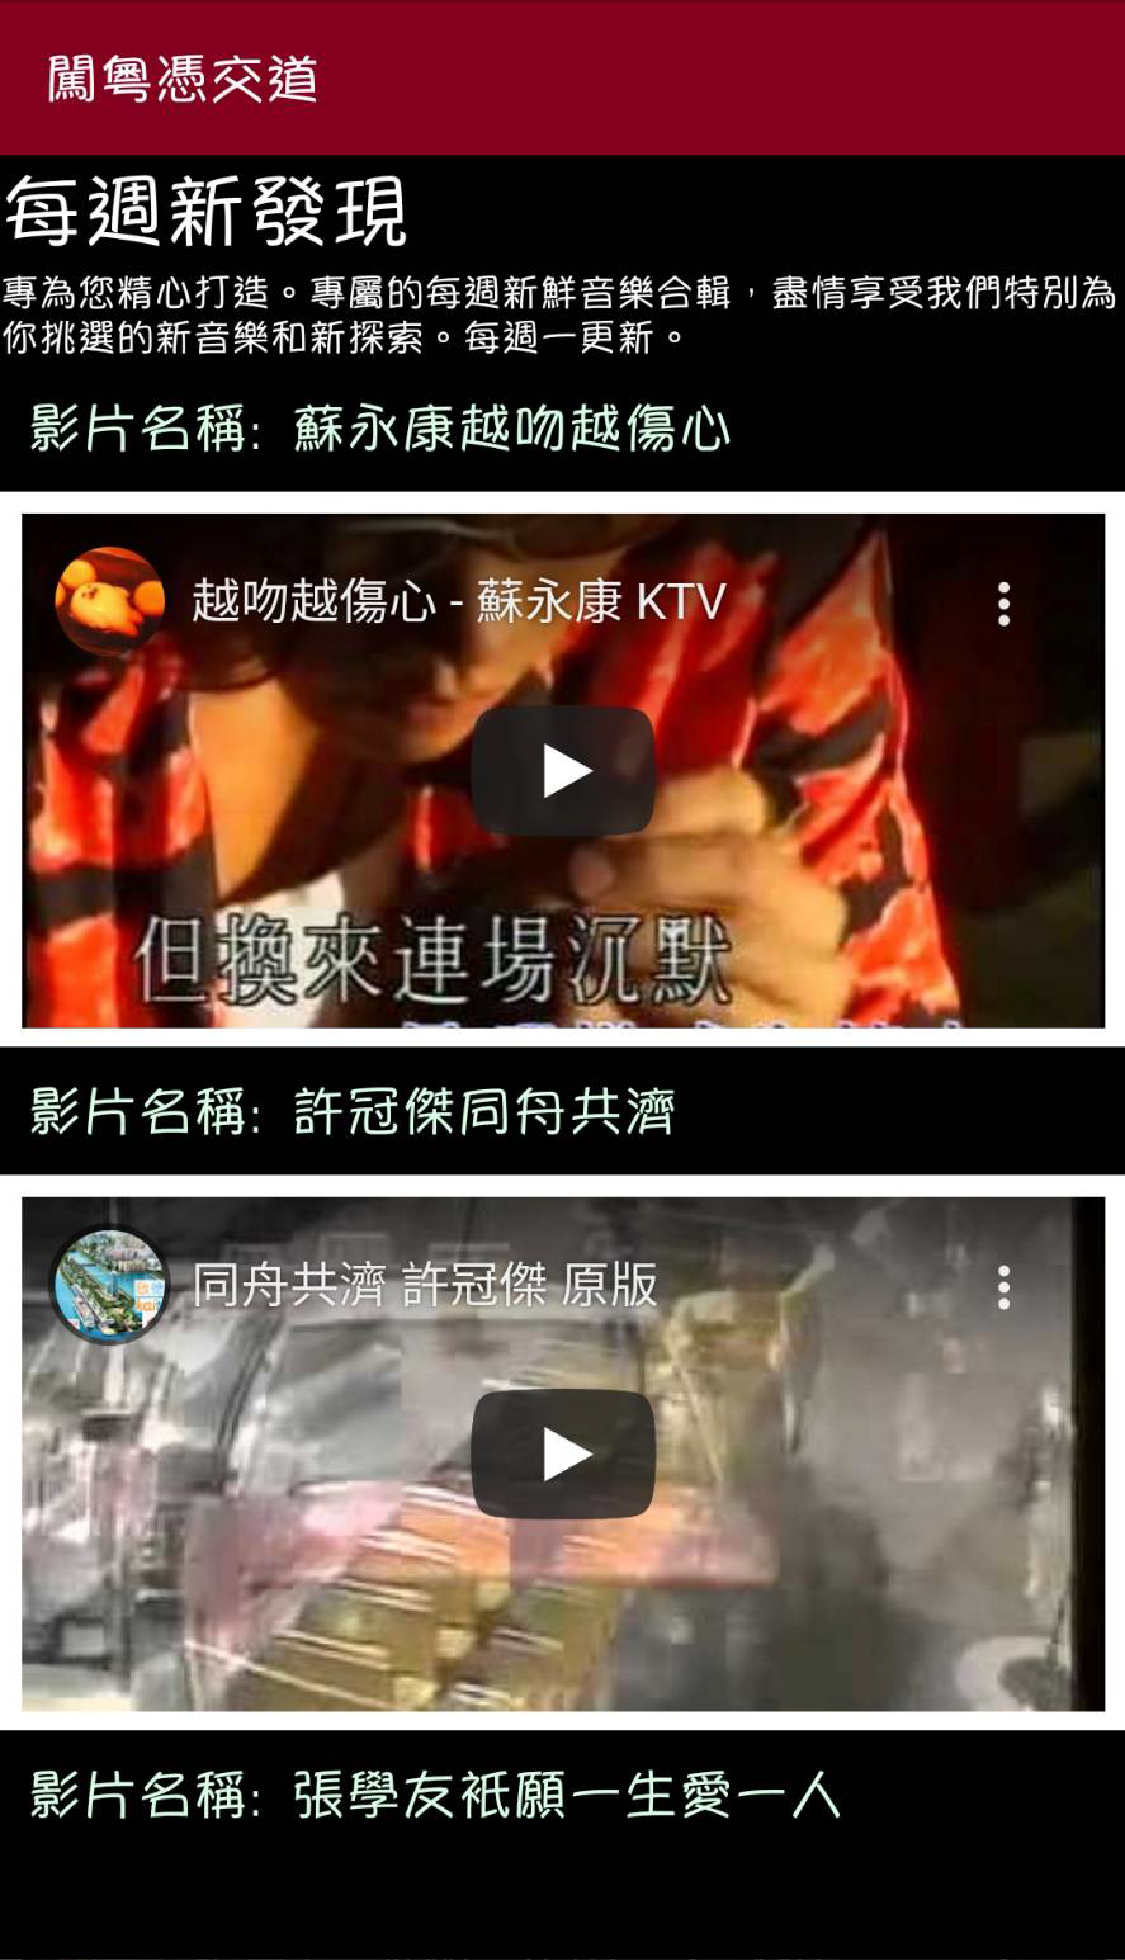 闖粵憑交道
每週新發現
專為您精心打造。專屬的每週新鮮音樂合輯，盡情享受我們特別為
你挑選的新音樂和新探索。每週一更新。
影片名稱: 蘇永康越吻越傷心
越吻越傷心 - 蘇永康 KTV
但換來連場沉默
影片名稱: 許冠傑同舟共濟
同舟共濟 許冠傑 原版
影片名稱: 張學友祇願一生愛一人